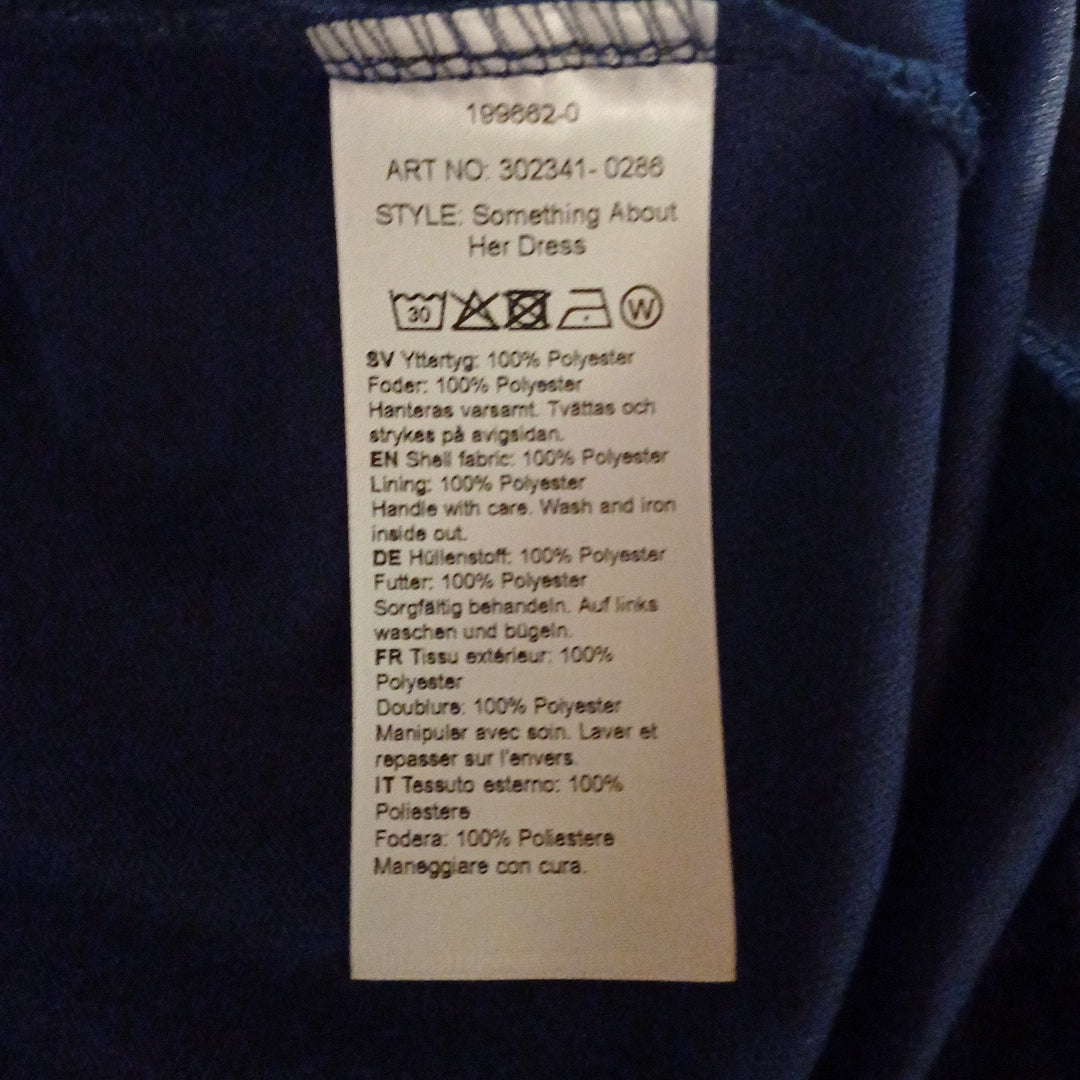 199662-0
ART NO: 302341- 0286
STYLE: Something About
Her Dress
30 W
SV Yttertyg: 100% Polyester
Foder: 100% Polyester
Hanteras varsamt. Tvättas och
strykes på avigsidan.
EN Shell fabric: 100% Polyester
Lining: 100% Polyester
Handle with care. Wash and iron
inside out.
DE Hüllenstoff: 100% Polyester
Futter: 100% Polyester
Sorgfältig behandeln. Auf links
waschen und bügeln.
FR Tissu extérieur: 100%
Polyester
Doublure: 100% Polyester
Manipuler avec soin. Laver et
repasser sur l'envers.
IT Tessuto esterno: 100%
Poliestere
Fodera: 100% Poliestere
Maneggiare con cura.